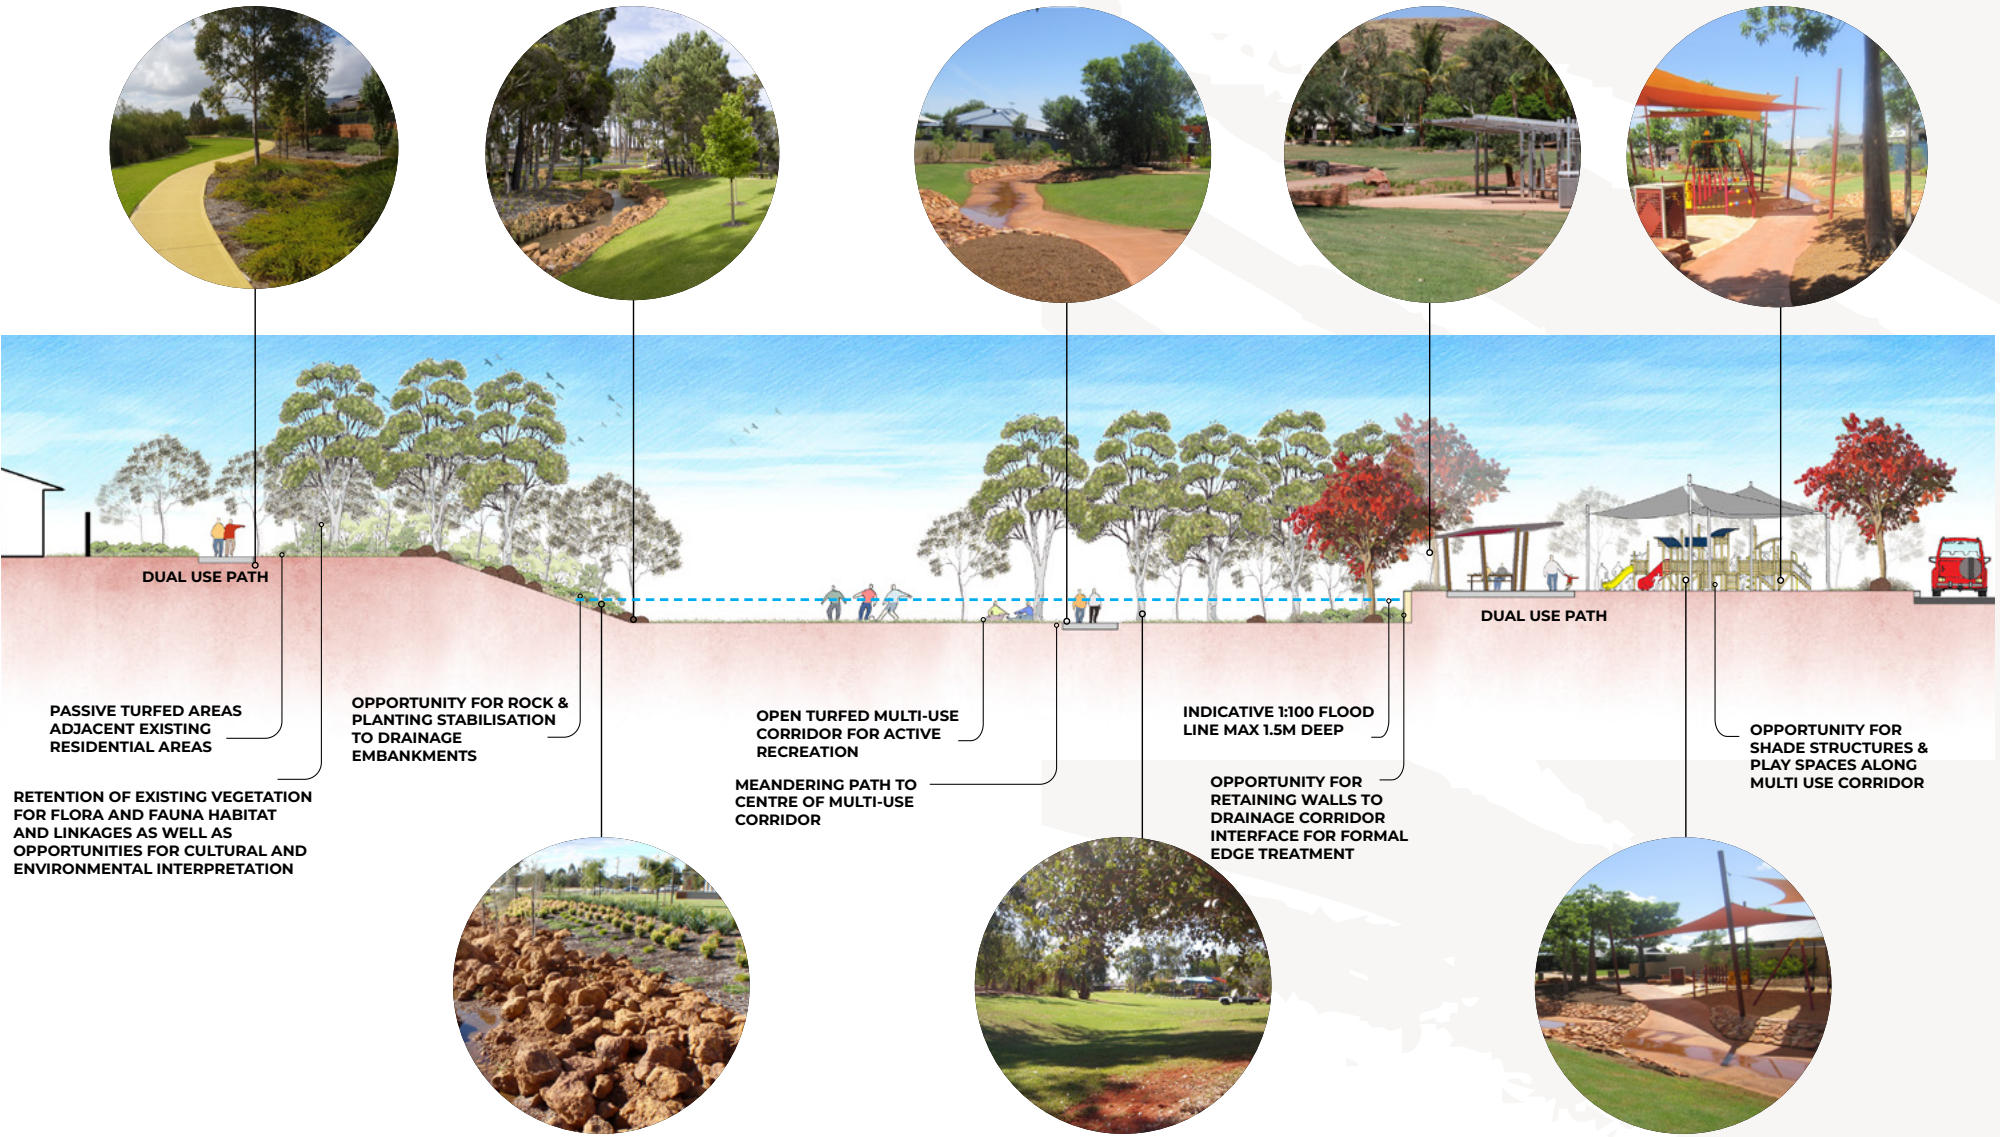 DUAL USE PATH
DUAL USE PATH
PASSIVE TURFED AREAS
ADJACENT EXISTING
RESIDENTIAL AREAS
RETENTION OF EXISTING VEGETATION
FOR FLORA AND FAUNA HABITAT
AND LINKAGES AS WELL AS
OPPORTUNITIES FOR CULTURAL AND
ENVIRONMENTAL INTERPRETATION
OPPORTUNITY FOR ROCK &
PLANTING STABILISATION
TO DRAINAGE
EMBANKMENTS
OPEN TURFED MULTI-USE
CORRIDOR FOR ACTIVE
RECREATION
MEANDERING PATH TO
CENTRE OF MULTI-USE
CORRIDOR
INDICATIVE 1:100 FLOOD
LINE MAX 1.5M DEEP
OPPORTUNITY FOR
RETAINING WALLS TO
DRAINAGE CORRIDOR
INTERFACE FOR FORMAL
EDGE TREATMENT
OPPORTUNITY FOR
SHADE STRUCTURES &
PLAY SPACES ALONG
MULTI USE CORRIDOR